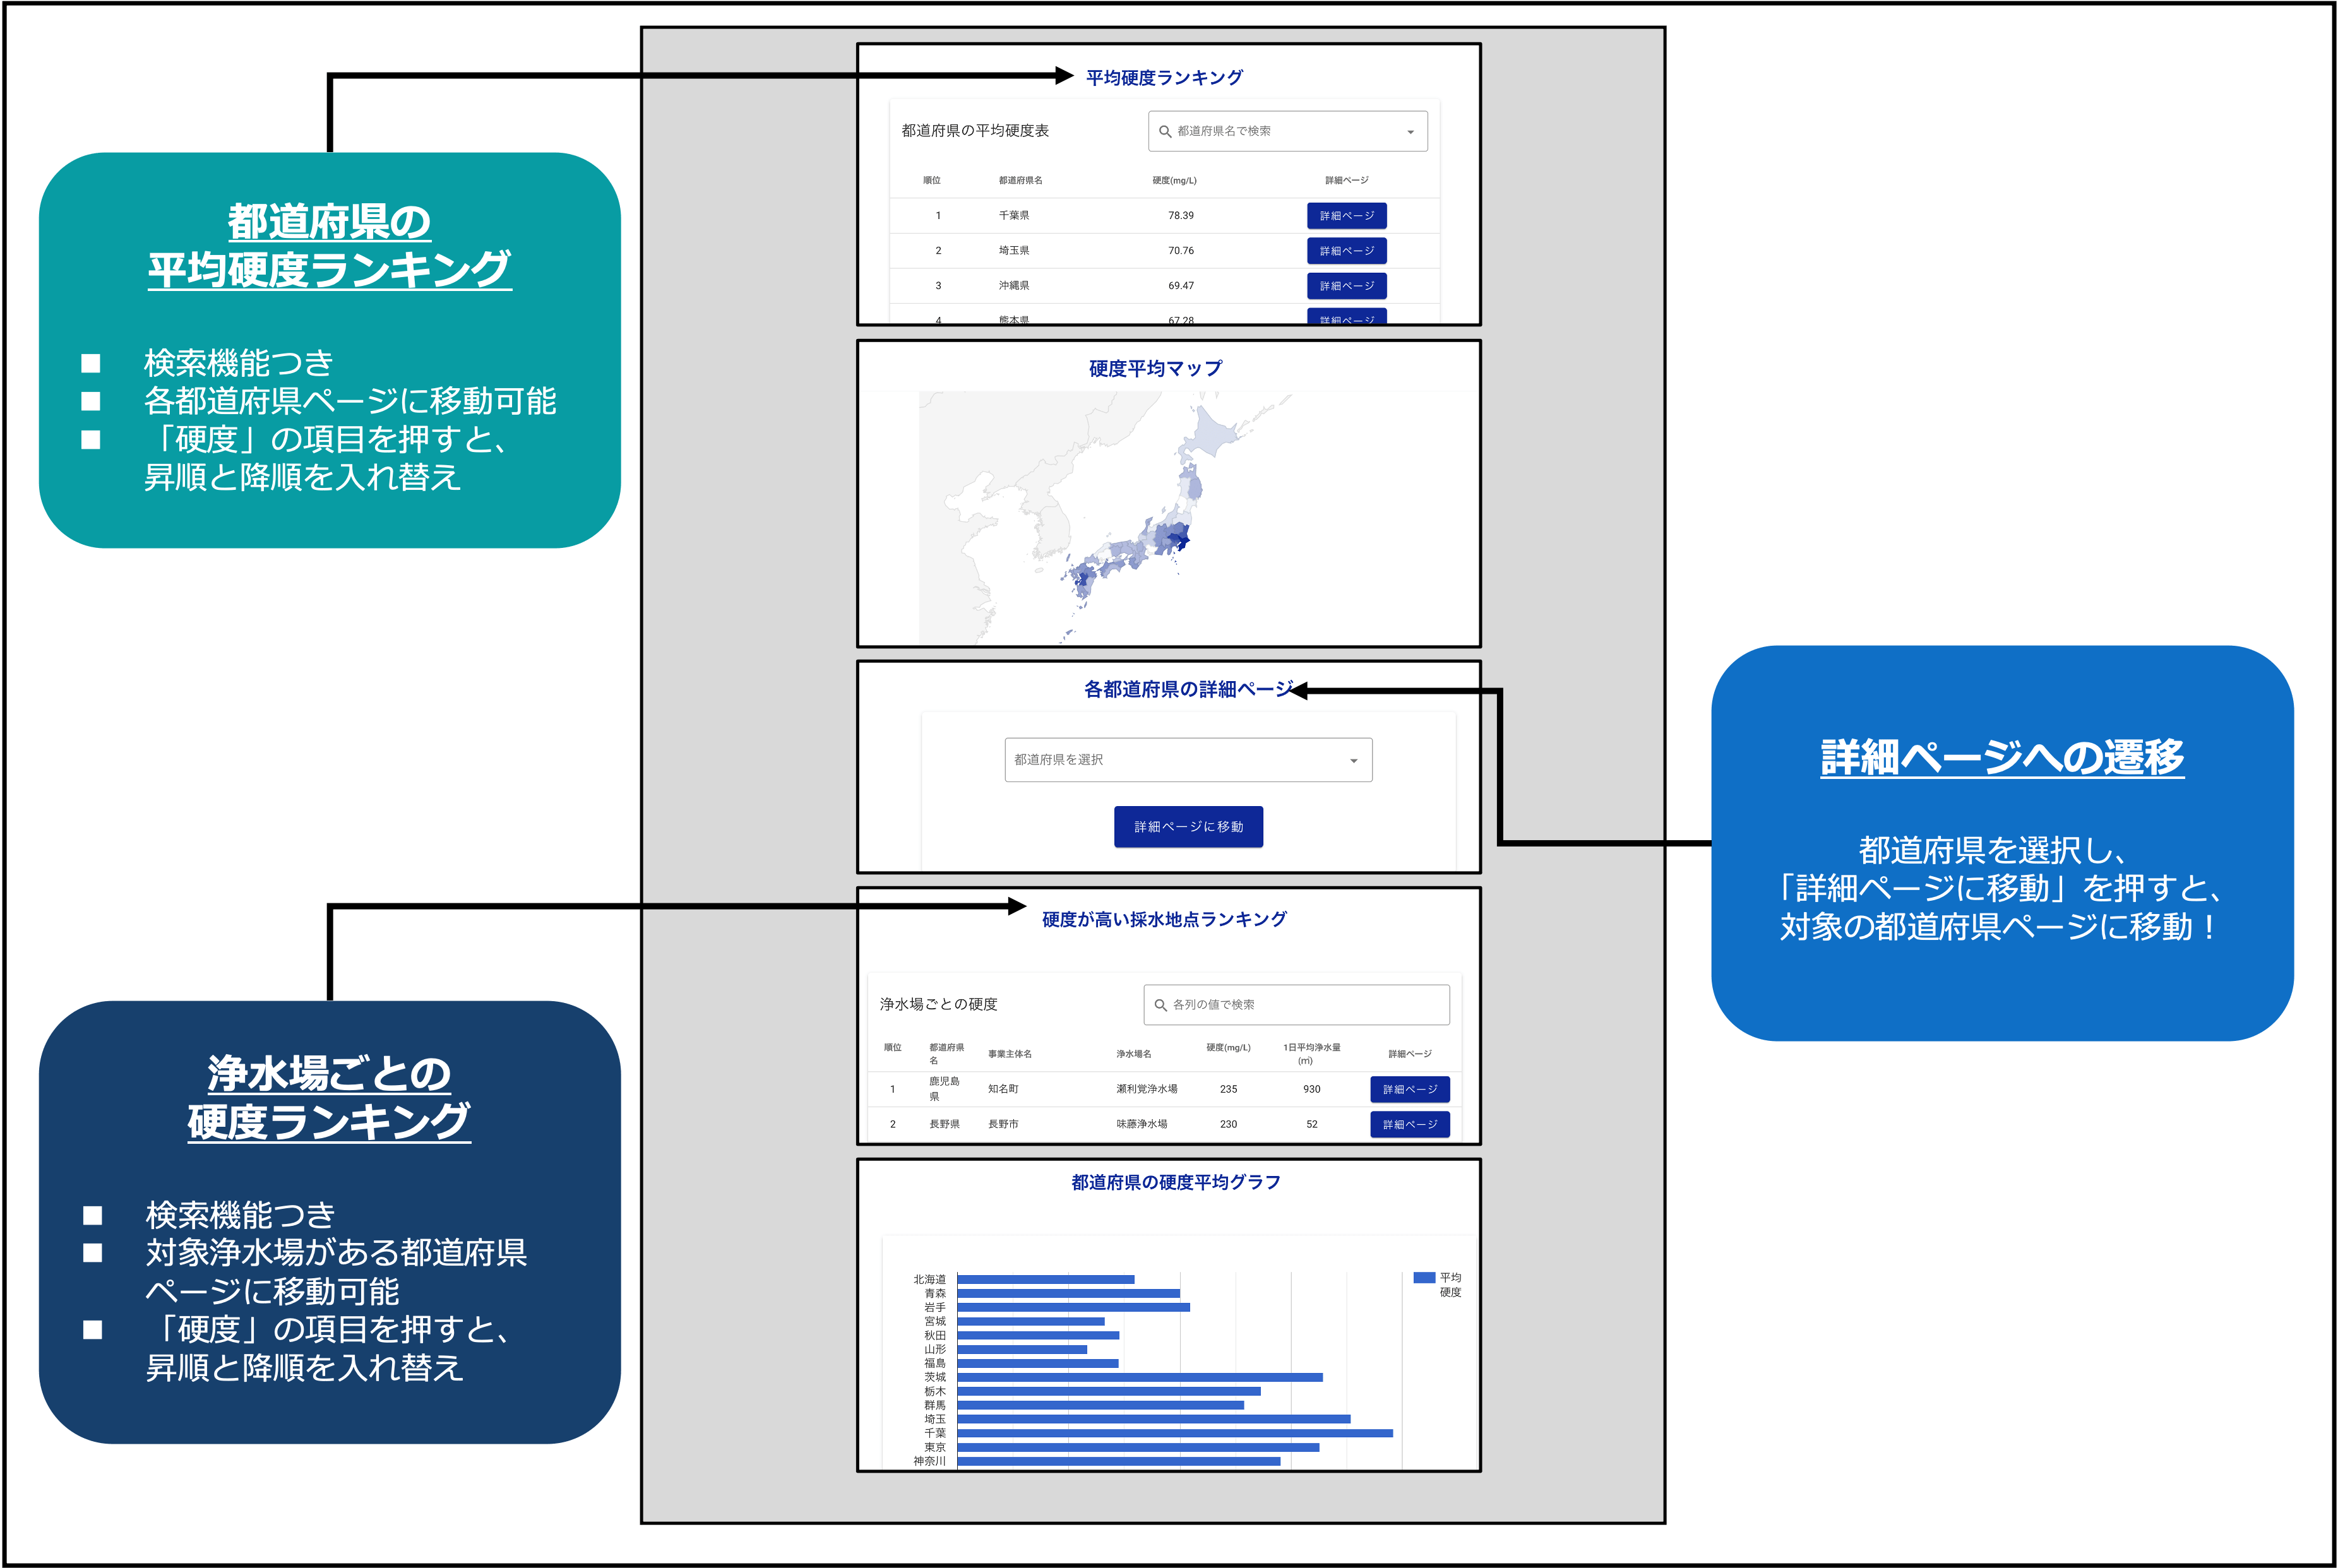 都道府県の
平均硬度ランキング
■ 検索機能つき
■ 各都道府県ページに移動可能
■ 「硬度」の項目を押すと、
昇順と降順を入れ替え
浄水場ごとの
硬度ランキング
■ 検索機能つき
■ 対象浄水場がある都道府県
ページに移動可能
■ 「硬度」の項目を押すと、
昇順と降順を入れ替え
平均硬度ランキング
都道府県の平均硬度表 都道府県名で検索
順位 都道府県名 硬度(mg/L) 詳細ページ
1 千葉県 78.39 詳細ページ
2 埼玉県 70.76 詳細ページ
3 沖縄県 69.47 詳細ページ
4 熊本県 67.28 詳細ページ
硬度平均マップ
各都道府県の詳細ページ
都道府県を選択
詳細ページに移動
硬度が高い採水地点ランキング
浄水場ごとの硬度 各列の値で検索
順位 都道府県名 事業主体名 浄水場名 硬度(mg/L) 1日平均浄水量(㎥) 詳細ページ
1 鹿児島県 知名町 瀬利覚浄水場 235 930 詳細ページ
2 長野県 長野市 味藤浄水場 230 52 詳細ページ
都道府県の硬度平均グラフ
平均
硬度
北海道
青森
岩手
宮城
秋田
山形
福島
茨城
栃木
群馬
埼玉
千葉
東京
神奈川
詳細ページへの遷移
都道府県を選択し、
「詳細ページに移動」を押すと、
対象の都道府県ページに移動！